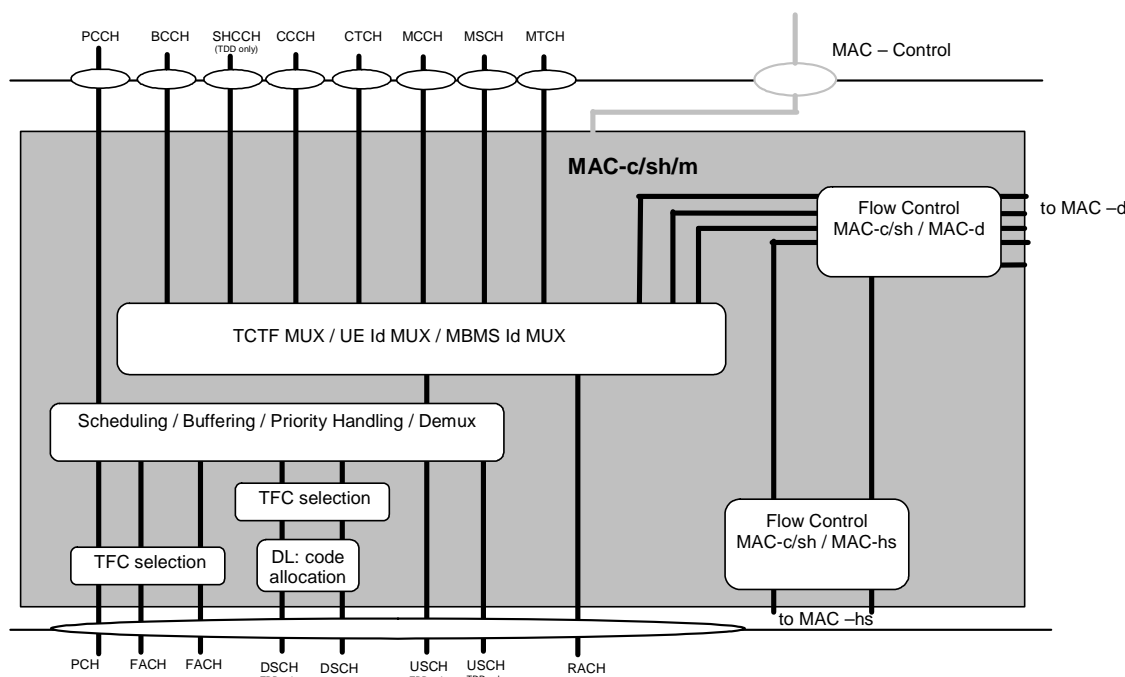 PCCH BCCH SHCCH CCCH CTCH MCCH MSCH MTCH
(TDD only)
MAC – Control
MAC-c/sh/m
Flow Control
MAC-c/sh / MAC-d
to MAC –d
TCTF MUX / UE Id MUX / MBMS Id MUX
Scheduling / Buffering / Priority Handling / Demux
TFC selection
Flow Control
MAC-c/sh / MAC-hs
TFC selection
DL: code
allocation
to MAC –hs
PCH FACH FACH DSCH DSCH USCH USCH RACH